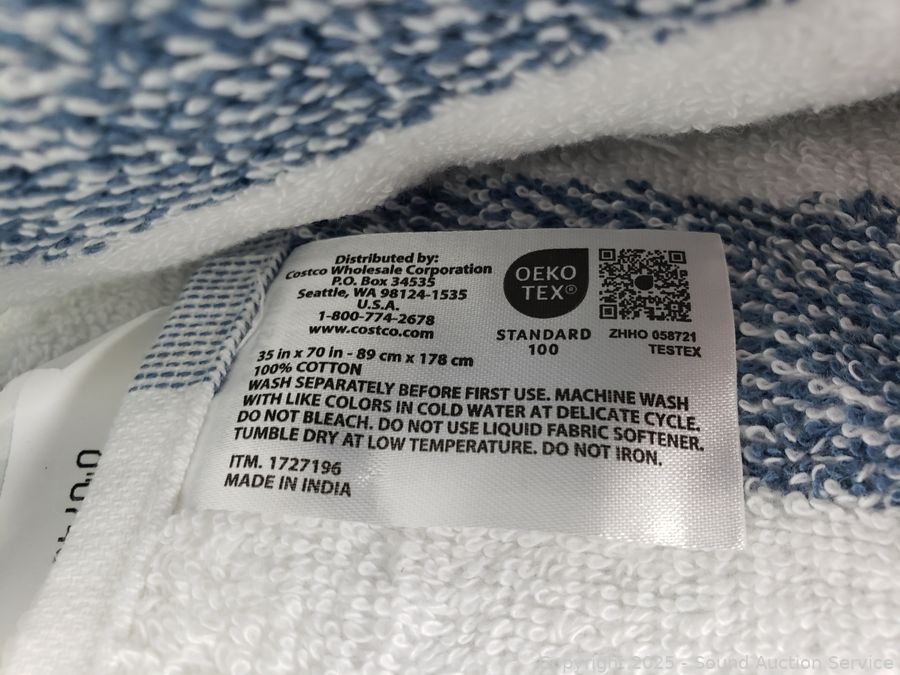 Distributed by:
Costco Wholesale Corporation
P.O. Box 34535
Seattle, WA 98124-1535
U.S.A.
1-800-774-2678
www.costco.com
OEKO
TEX®
STANDARD
100
ZHHO 058721
TESTEX
35 in x 70 in - 89 cm x 178 cm
100% COTTON
WASH SEPARATELY BEFORE FIRST USE. MACHINE WASH
WITH LIKE COLORS IN COLD WATER AT DELICATE CYCLE.
DO NOT BLEACH. DO NOT USE LIQUID FABRIC SOFTENER.
TUMBLE DRY AT LOW TEMPERATURE. DO NOT IRON.
ITM. 1727196
MADE IN INDIA
Copyright 2025 - Sound Auction Service